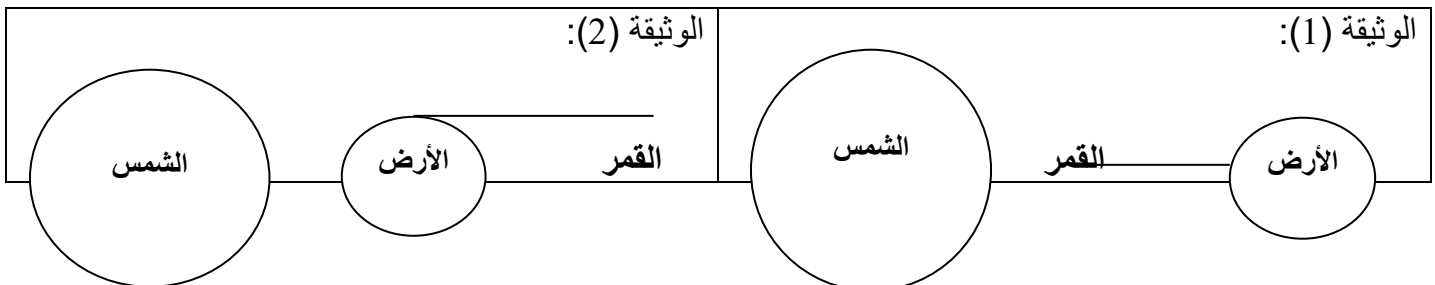 الوثيقة (1):
الشمس القمر الأرض
الوثيقة (2):
الشمس الأرض القمر